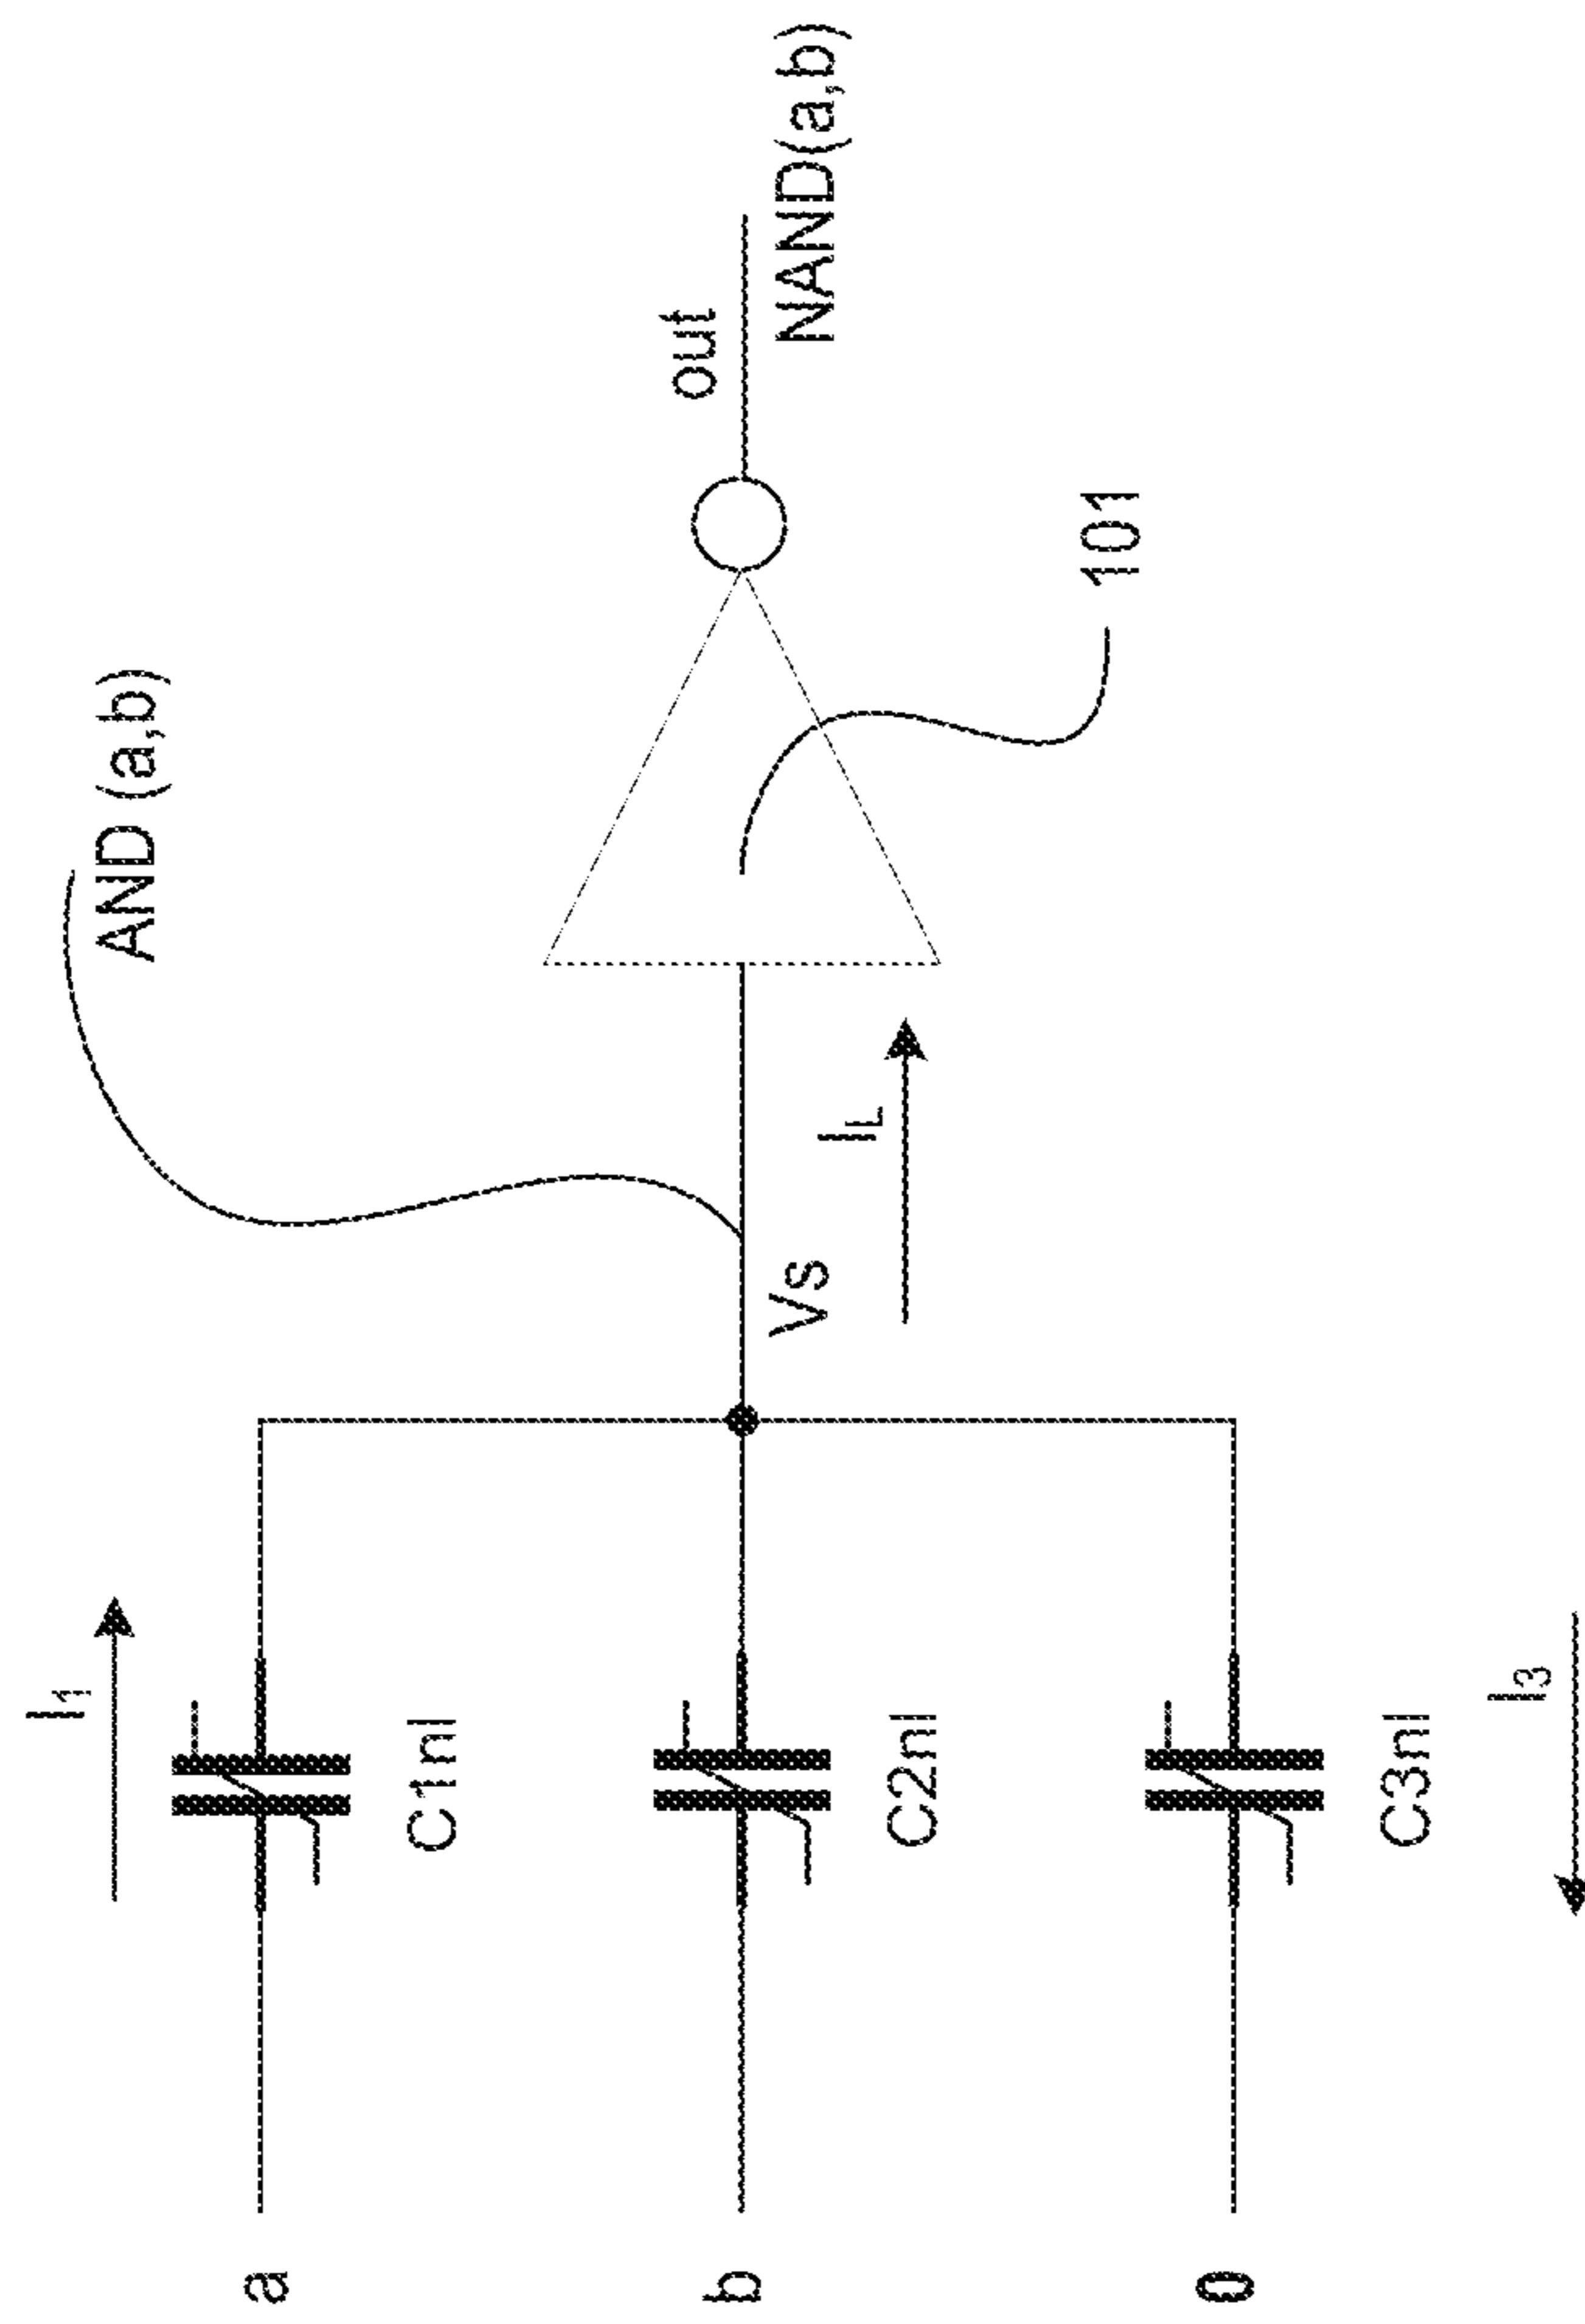 I1
a
C1nl
AND (a,b)
b
C2nl
Vs
IL
out
NAND(a,b)
101
0
C3nl
I3